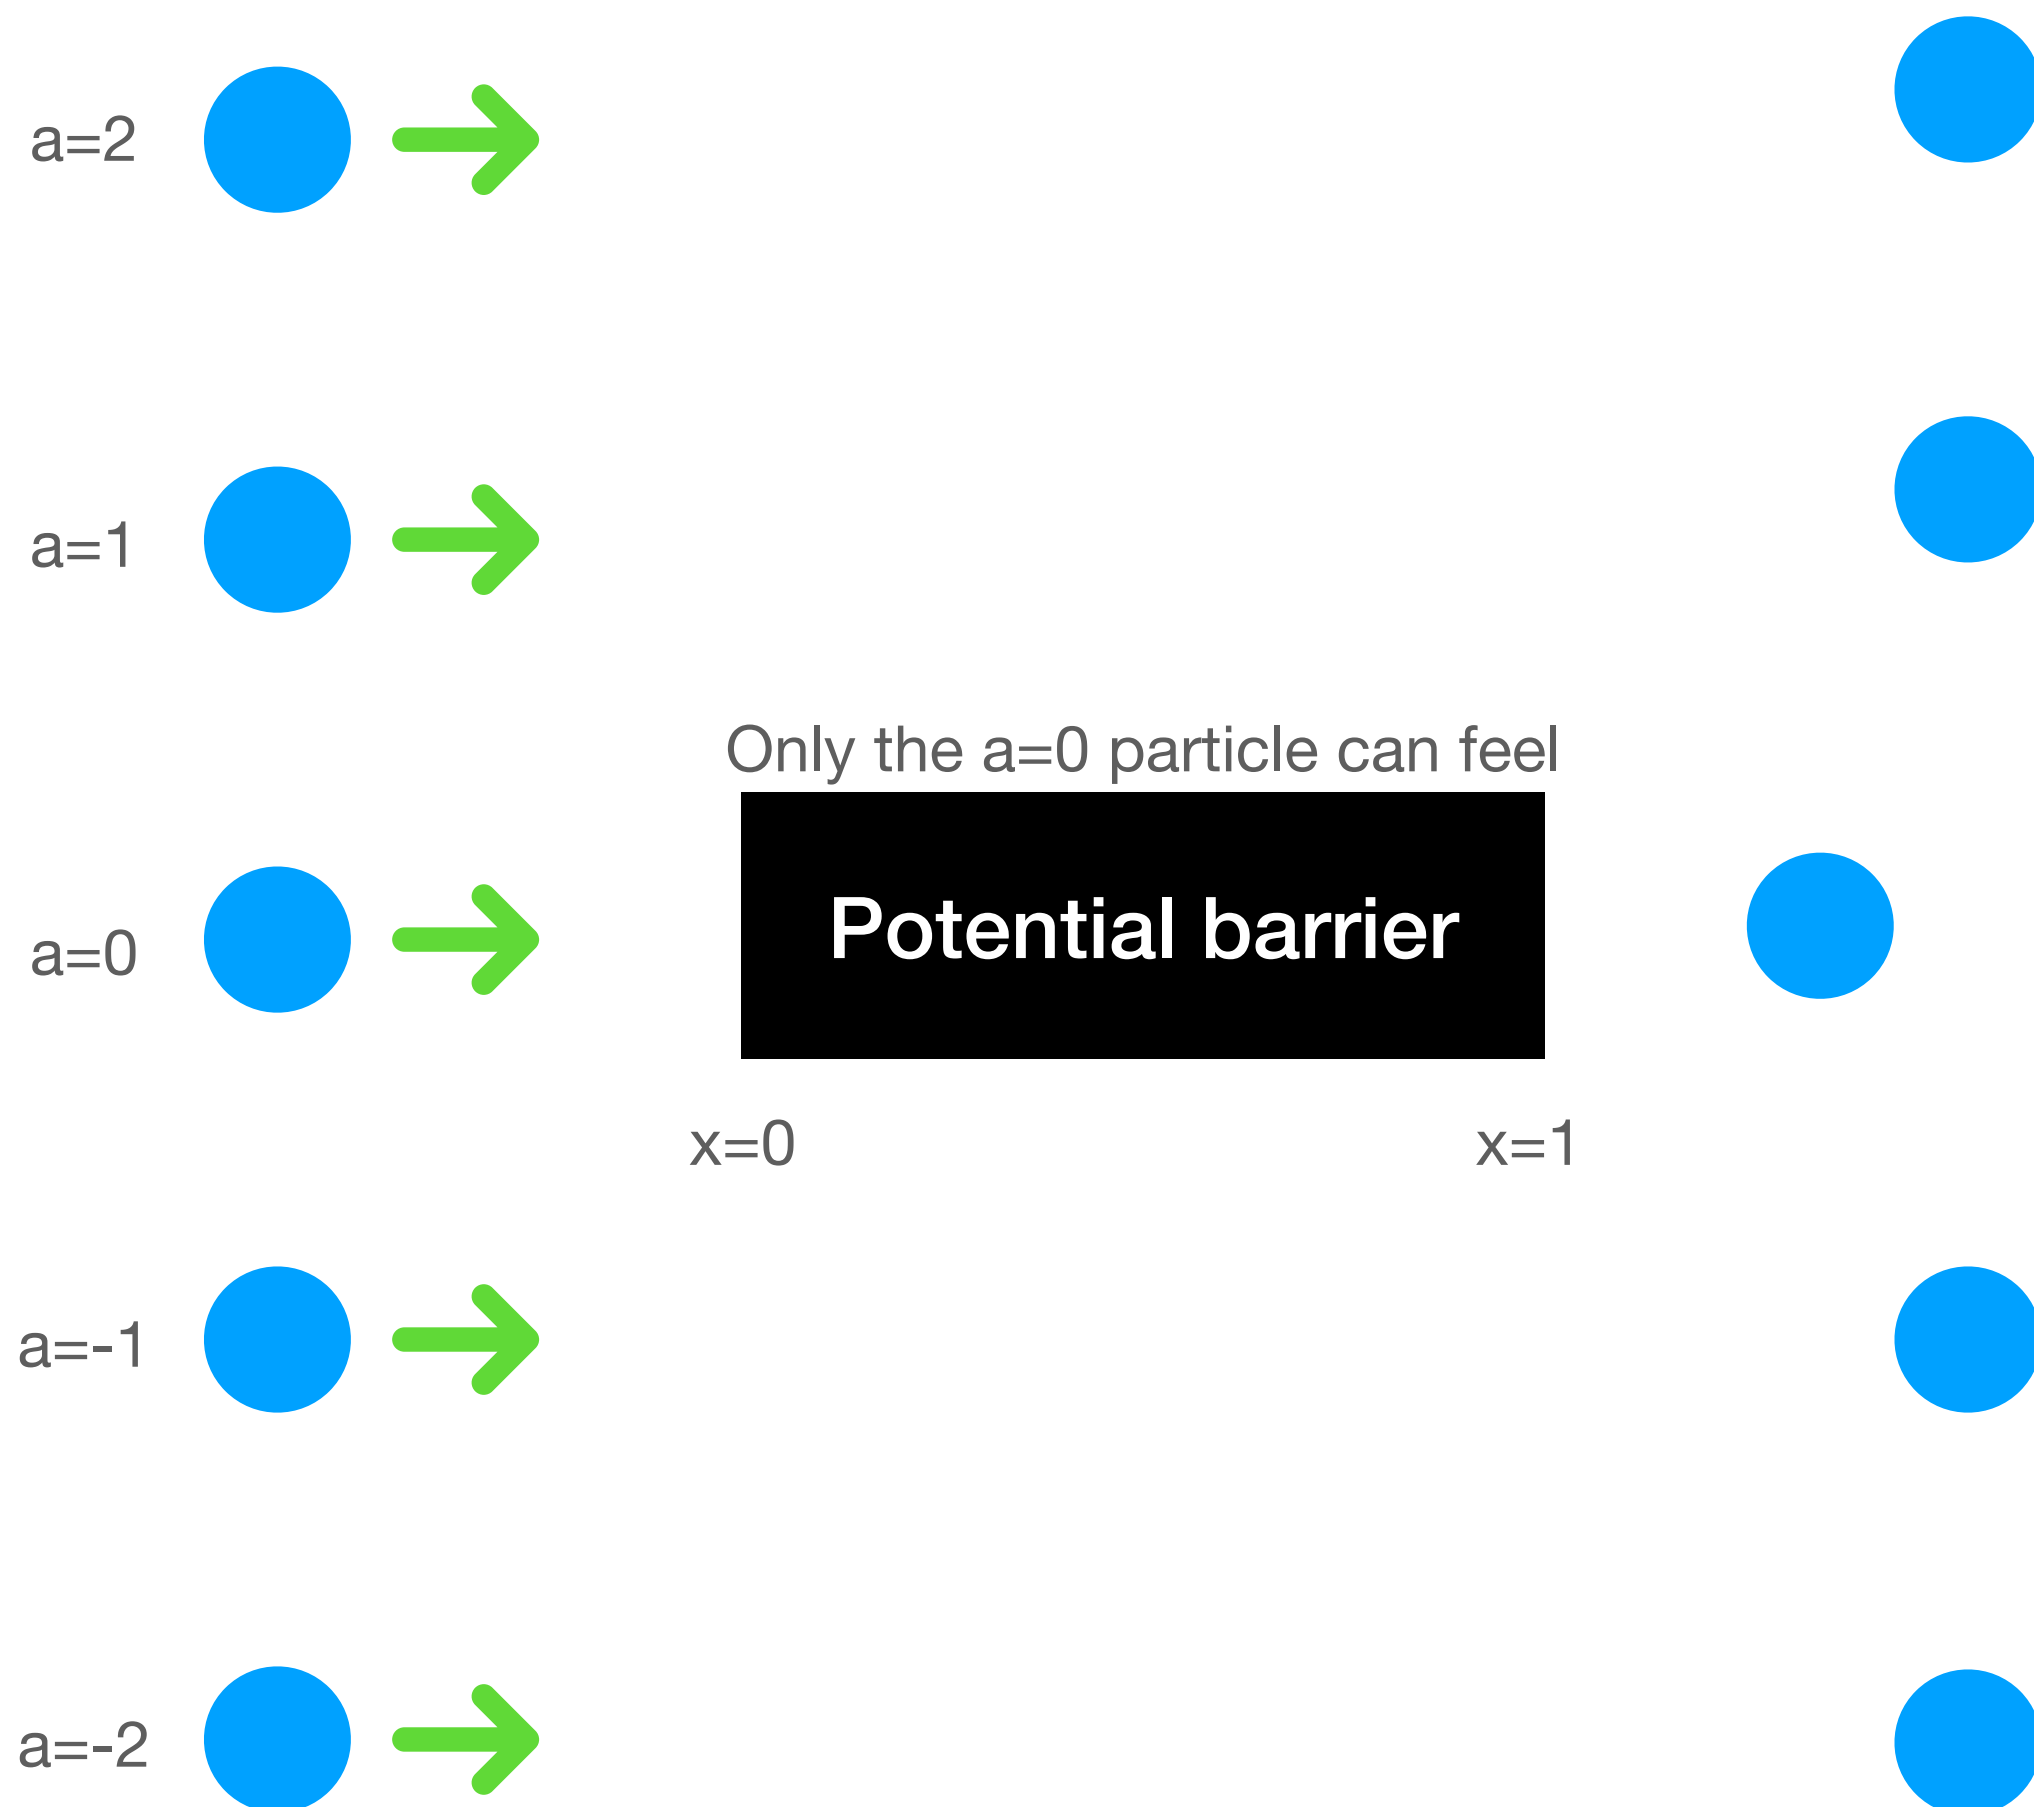 a=2
a=1
Only the a=0 particle can feel
Potential barrier
a=0
x=0
x=1
a=-1
a=-2